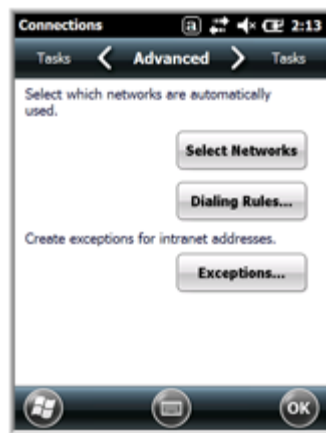 Connections a 2:13
Tasks Advanced Tasks
Select which networks are automatically
used.
Select Networks
Dialing Rules...
Create exceptions for intranet addresses.
Exceptions...
OK